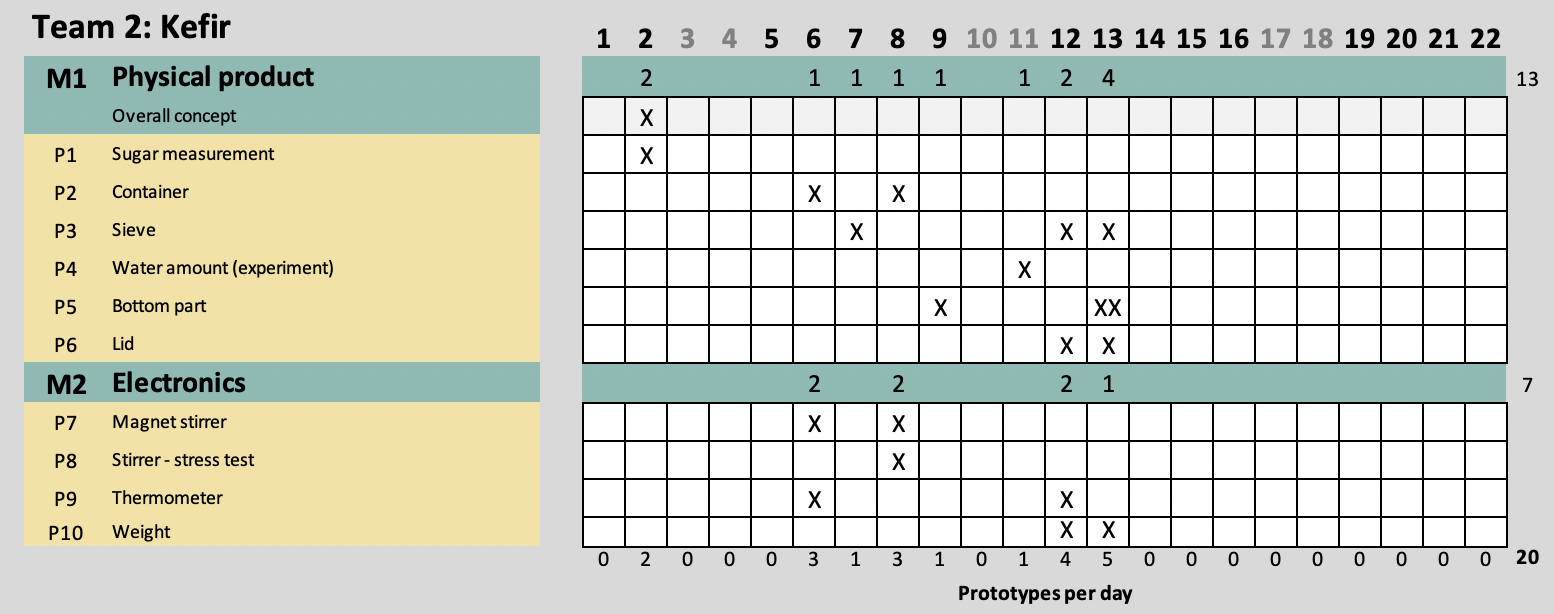 Team 2: Kefir
1 2 3 4 5 6 7 8 9 10 11 12 13 14 15 16 17 18 19 20 21 22
M1 Physical product 2 1 1 1 1 1 2 4 13
Overall concept X
P1 Sugar measurement X
P2 Container X X
P3 Sieve X X X
P4 Water amount (experiment) X
P5 Bottom part X XX
P6 Lid X X
M2 Electronics 2 2 2 1 7
P7 Magnet stirrer X X
P8 Stirrer - stress test X
P9 Thermometer X X
P10 Weight X X
0 2 0 0 0 3 1 3 1 0 1 4 5 0 0 0 0 0 0 0 0 0 20
Prototypes per day